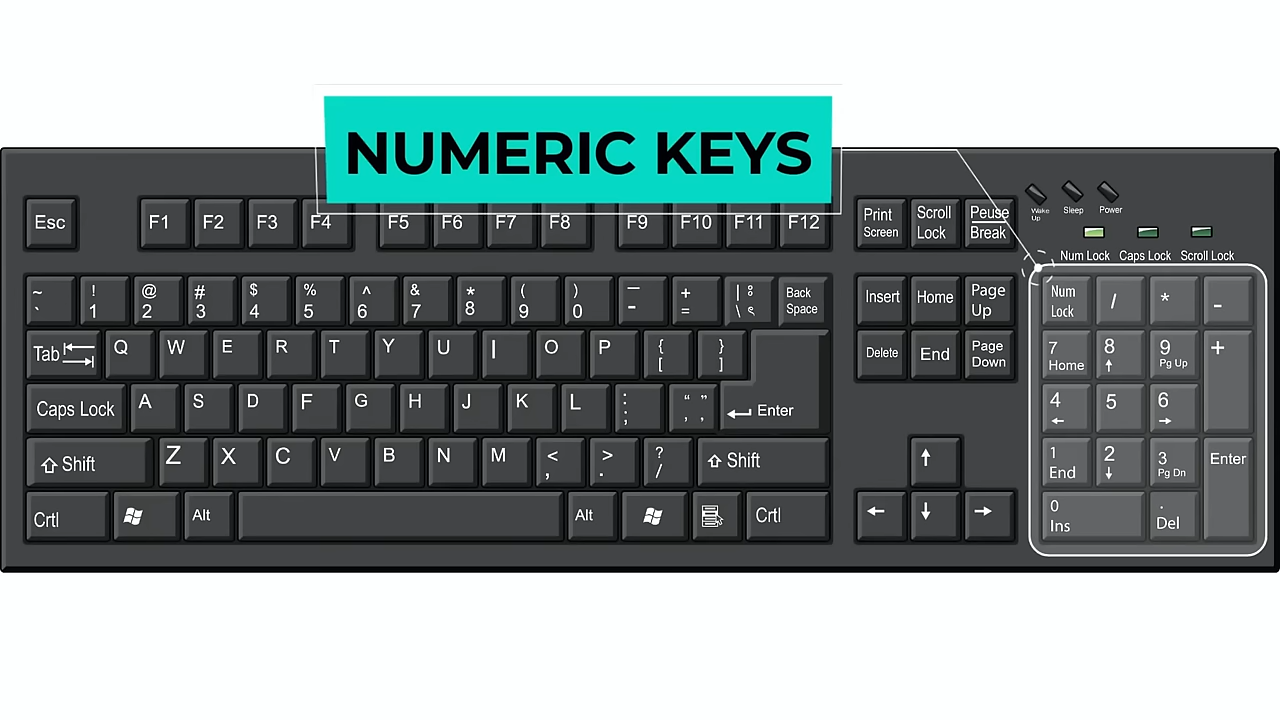 NUMERIC KEYS
Wake Up Sleep Power
Esc F1 F2 F3 F4 F5 F6 F7 F8 F9 F10 F11 F12 Print Screen Scroll Lock Peuse Break
Num Lock Caps Lock Scroll Lock
~ ` ! 1 @ 2 # 3 $ 4 % 5 ^ 6 & 7 * 8 ( 9 ) 0 — - + = | \ Back Space Insert Home Page Up Num Lock / * -
Tab Q W E R T Y U I O P { [ } ] Delete End Page Down 7 Home 8 ↑ 9 Pg Up +
Caps Lock A S D F G H J K L : ; “ ” , , Enter 4 ← 5 6 →
Shift Z X C V B N M < , > . ? / Shift ↑ 1 End 2 ↓ 3 Pg Dn Enter
Crtl Alt Alt Crtl ← ↓ → 0 Ins . Del